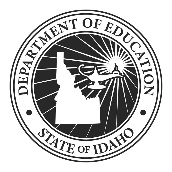 DEPARTMENT OF EDUCATION
STATE OF IDAHO